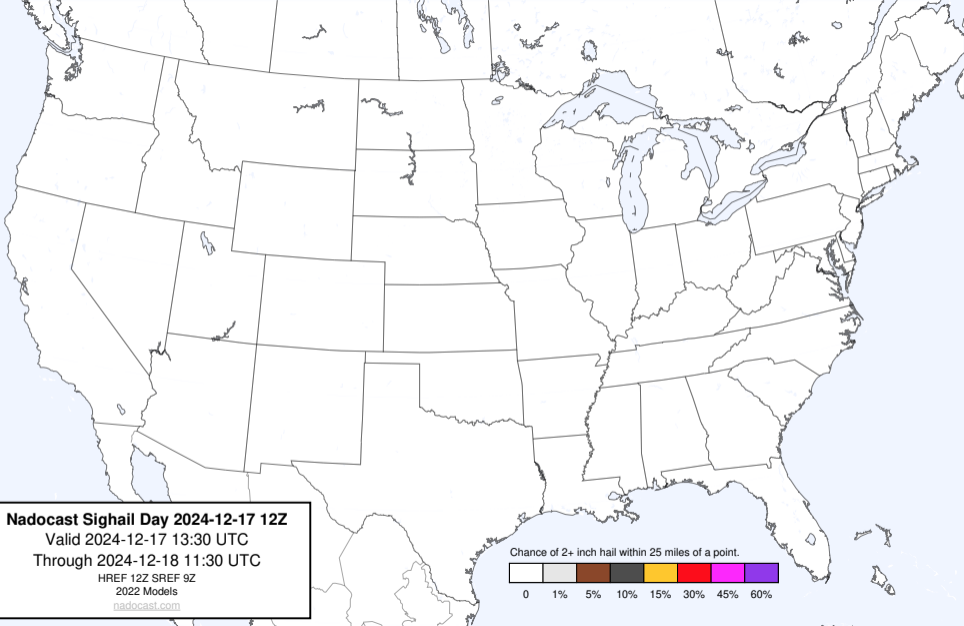 Nadocast Sighail Day 2024-12-17 12Z
Valid 2024-12-17 13:30 UTC
Through 2024-12-18 11:30 UTC
HREF 12Z SREF 9Z
2022 Models
nadocast.com
Chance of 2+ inch hail within 25 miles of a point.
0 1% 5% 10% 15% 30% 45% 60%